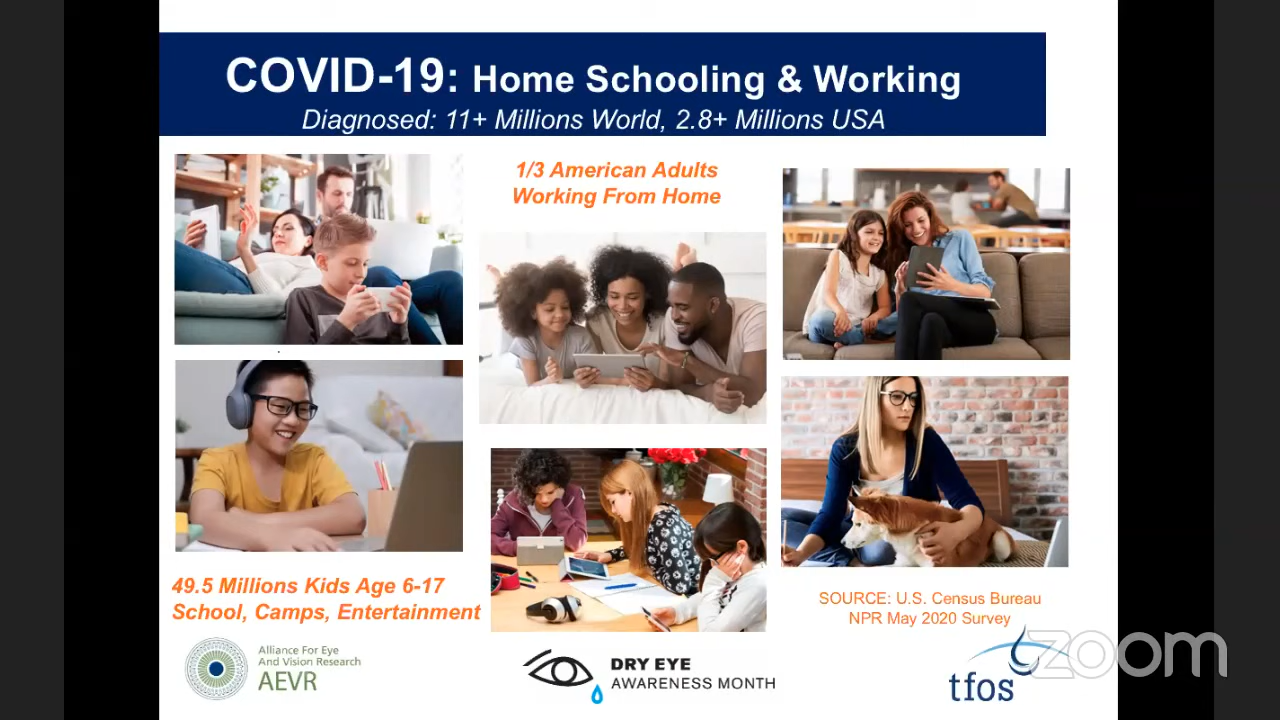 COVID-19: Home Schooling & Working
Diagnosed: 11+ Millions World, 2.8+ Millions USA
1/3 American Adults
Working From Home
49.5 Millions Kids Age 6-17
School, Camps, Entertainment
SOURCE: U.S. Census Bureau
NPR May 2020 Survey
Alliance For Eye
And Vision Research
AEVR
DRY EYE
AWARENESS MONTH
tfos
zoom